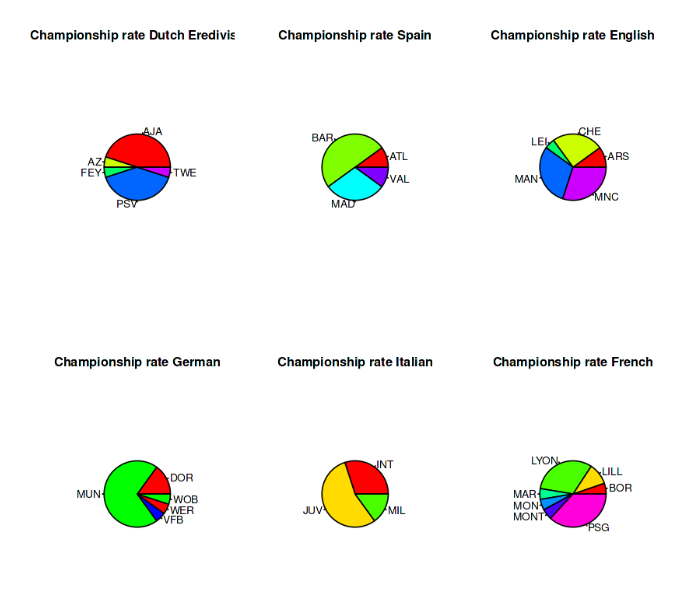 Championship rate Dutch Eredivis
AJA
AZ
FEY
PSV
TWE
Championship rate Spain
BAR
ATL
VAL
MAD
Championship rate English
CHE
LEI
ARS
MAN
MNC
Championship rate German
DOR
MUN
WOB
WER
VFB
Championship rate Italian
INT
JUV
MIL
Championship rate French
LYON
LILL
BOR
MAR
MON
MONT
PSG